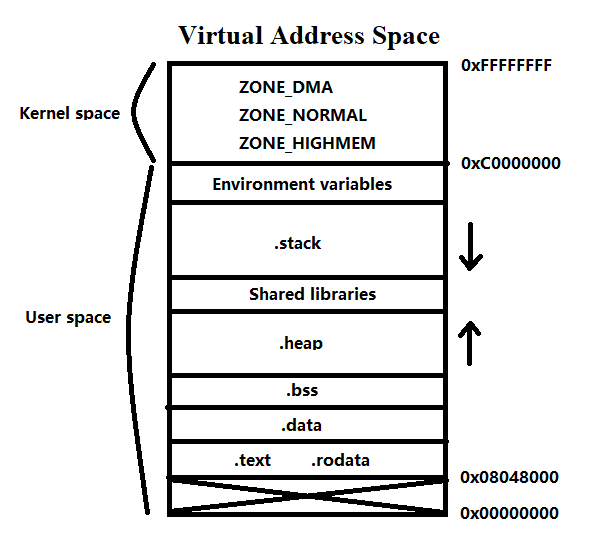 Virtual Address Space
0xFFFFFFFF
ZONE_DMA
Kernel space
ZONE_NORMAL
ZONE_HIGHMEM
0xC0000000
Environment variables
.stack
Shared libraries
User space
.heap
.bss
.data
.text .rodata
0x08048000
0x00000000